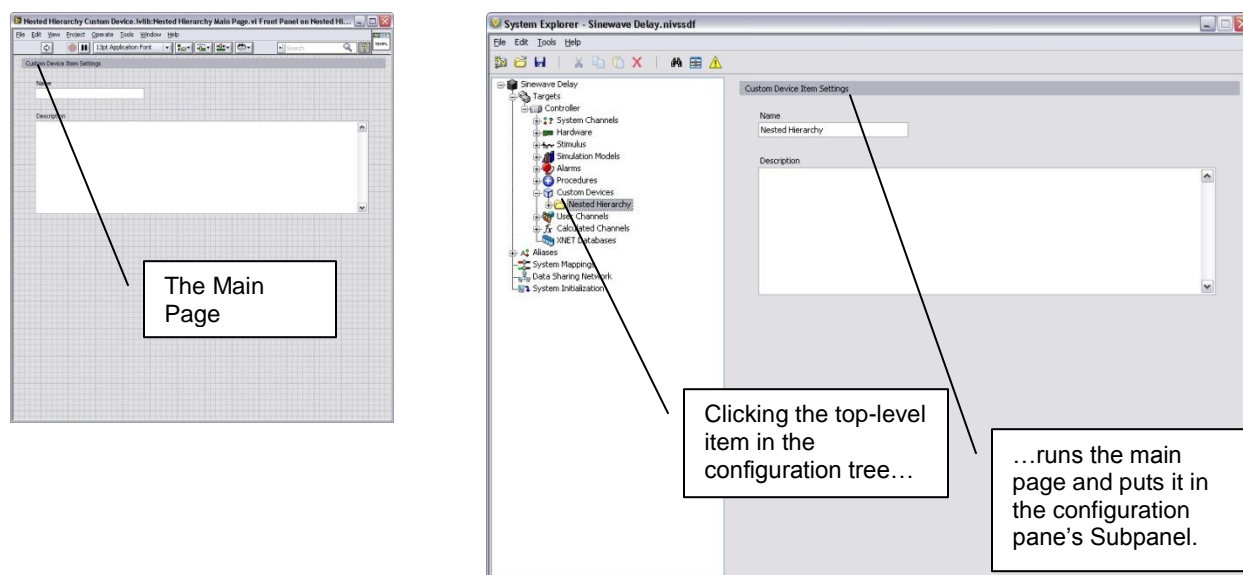 Nested Hierarchy Custom Device.lvlib:Nested Hierarchy Main Page.vi Front Panel on Nested Hi...
File Edit View Project Operate Tools Window Help
13pt Application Font
Search
Custom Device Item Settings
Name
Description
The Main
Page
System Explorer - Sinewave Delay.nivssdf
File Edit Tools Help
Sinewave Delay
Targets
Controller
System Channels
Hardware
Stimulus
Simulation Models
Alarms
Procedures
Custom Devices
Nested Hierarchy
User Channels
Calculated Channels
XNET Databases
Aliases
System Mappings
Data Sharing Network
System Initialization
Custom Device Item Settings
Name
Nested Hierarchy
Description
Clicking the top-level
item in the
configuration tree…
…runs the main
page and puts it in
the configuration
pane’s Subpanel.